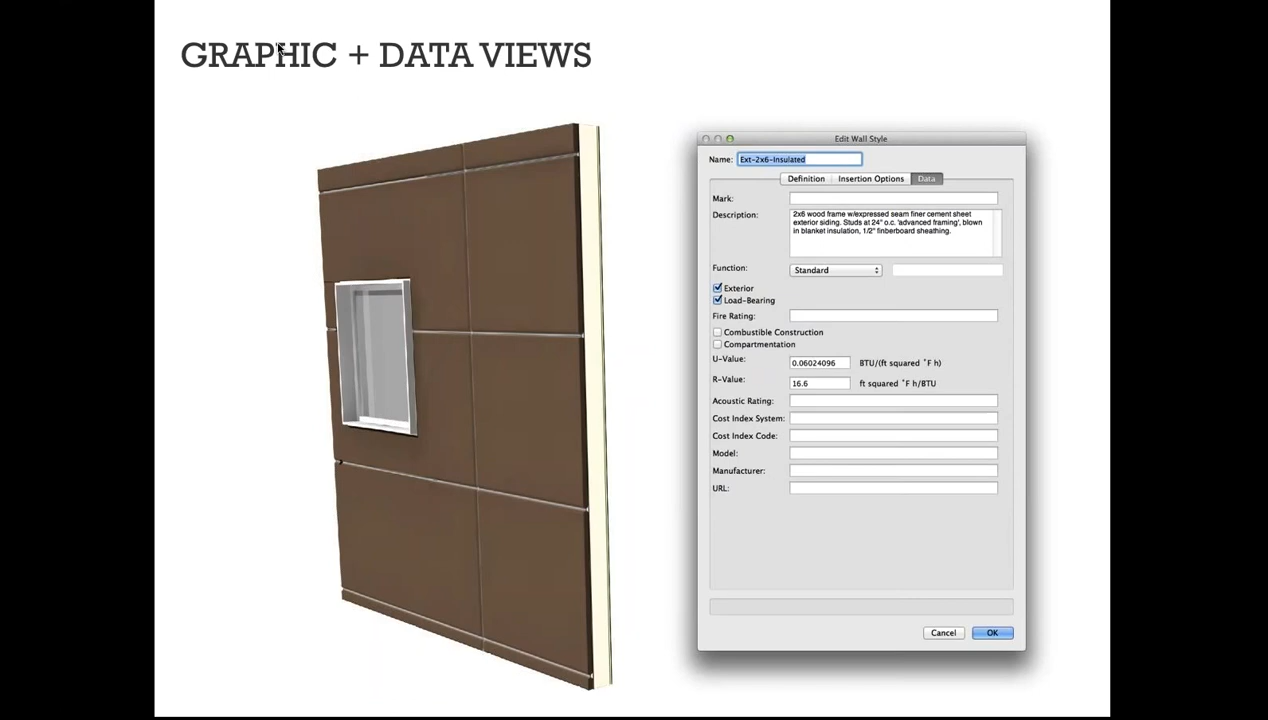 GRAPHIC + DATA VIEWS
Edit Wall Style
Name: Ext-2x6-Insulated
Definition Insertion Options Data
Mark:
Description: 2x6 wood frame w/expressed seam finer cement sheet
exterior siding. Studs at 24" o.c. 'advanced framing', blown
in blanket insulation, 1/2" finberboard sheathing.
Function: Standard
Exterior
Load-Bearing
Fire Rating:
Combustible Construction
Compartmentation
U-Value: 0.06024096 BTU/(ft squared °F h)
R-Value: 16.6 ft squared °F h/BTU
Acoustic Rating:
Cost Index System:
Cost Index Code:
Model:
Manufacturer:
URL:
Cancel OK